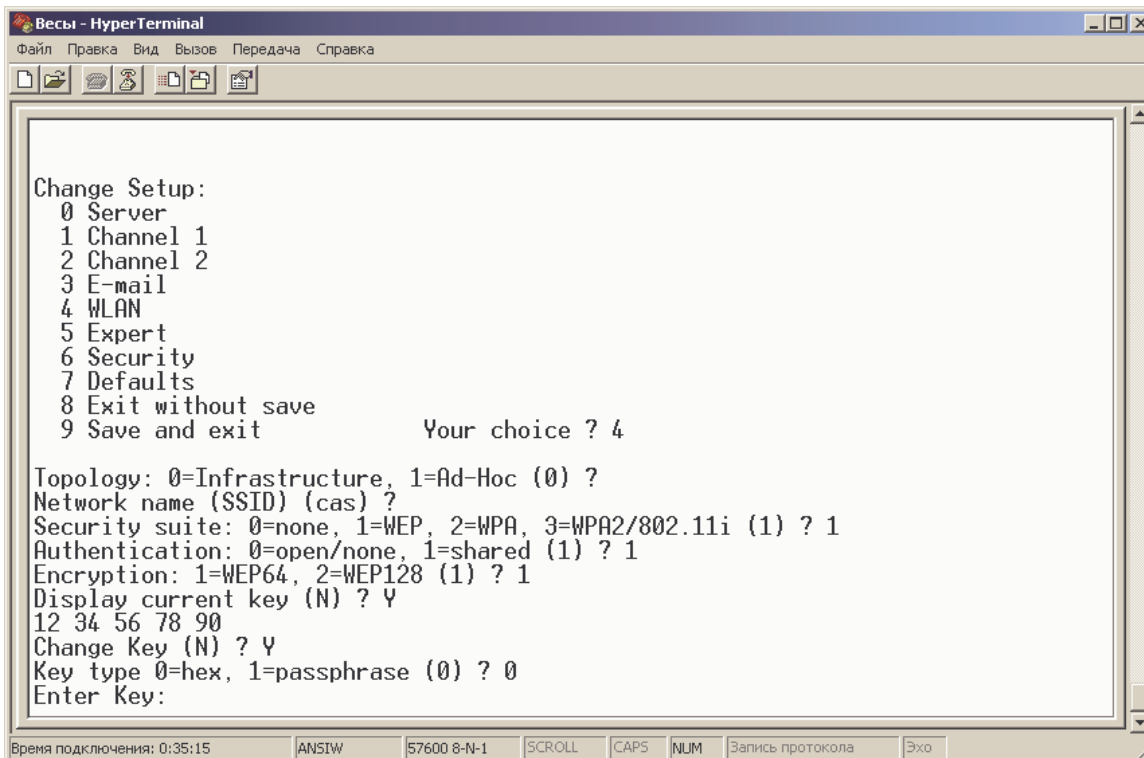 Весы - HyperTerminal
Файл Правка Вид Вызов Передача Справка
Change Setup:
0 Server
1 Channel 1
2 Channel 2
3 E-mail
4 WLAN
5 Expert
6 Security
7 Defaults
8 Exit without save
9 Save and exit Your choice ? 4
Topology: 0=Infrastructure, 1=Ad-Hoc (0) ?
Network name (SSID) (cas) ?
Security suite: 0=none, 1=WEP, 2=WPA, 3=WPA2/802.11i (1) ? 1
Authentication: 0=open/none, 1=shared (1) ? 1
Encryption: 1=WEP64, 2=WEP128 (1) ? 1
Display current key (N) ? Y
12 34 56 78 90
Change Key (N) ? Y
Key type 0=hex, 1=passphrase (0) ? 0
Enter Key:
Время подключения: 0:35:15 ANSIW 57600 8-N-1 SCROLL CAPS NUM Запись протокола Эхо